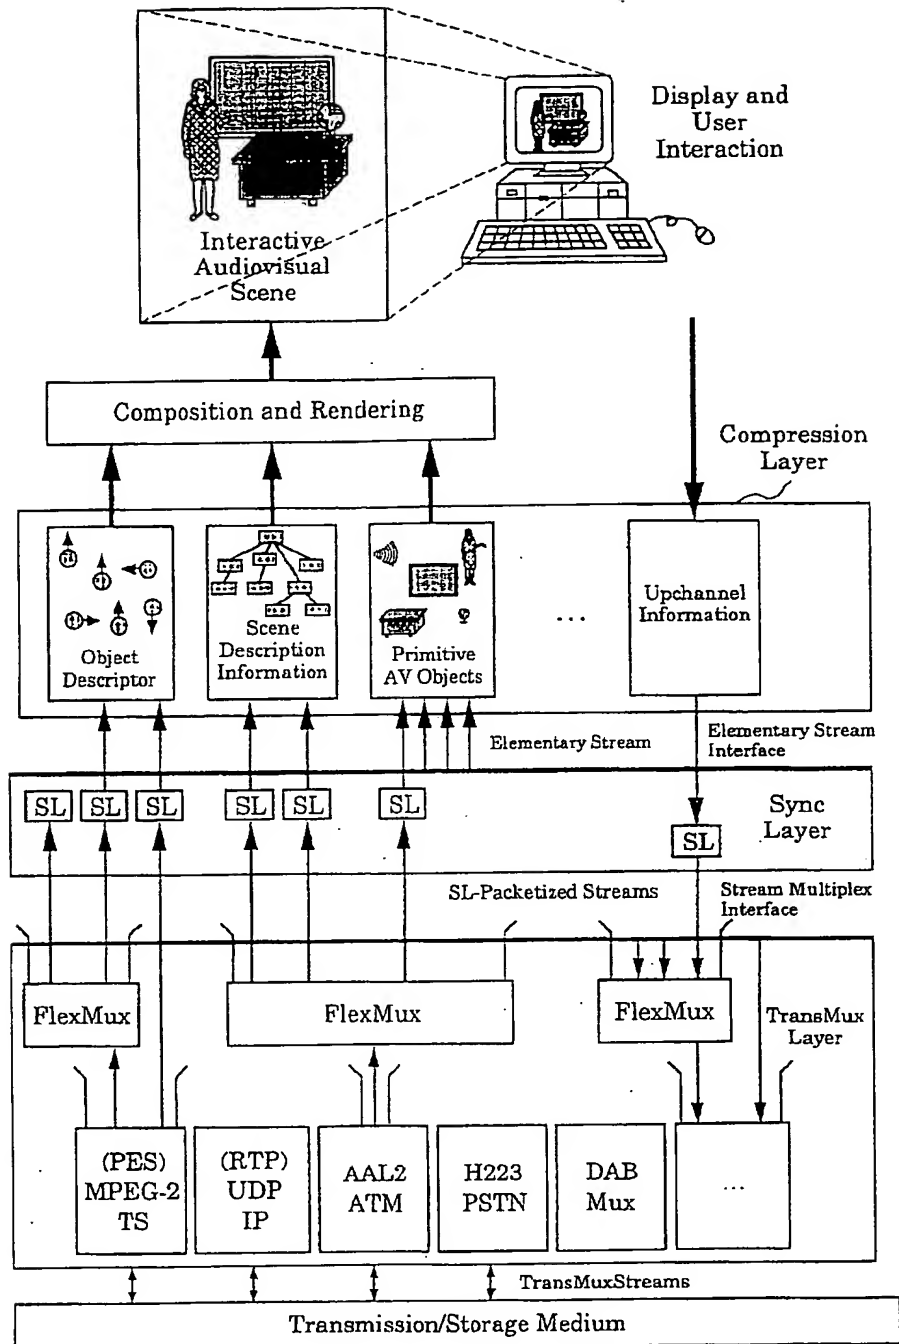 Display and
User
Interaction
Interactive
Audiovisual
Scene
Composition and Rendering
Compression
Layer
Object
Descriptor
Scene
Description
Information
Primitive
AV Objects
...
Upchannel
Information
Elementary Stream
Elementary Stream
Interface
SL
SL
SL
SL
SL
SL
SL
Sync
Layer
SL-Packetized Streams
Stream Multiplex
Interface
FlexMux
FlexMux
FlexMux
TransMux
Layer
(PES)
MPEG-2
TS
(RTP)
UDP
IP
AAL2
ATM
H223
PSTN
DAB
Mux
...
TransMuxStreams
Transmission/Storage Medium